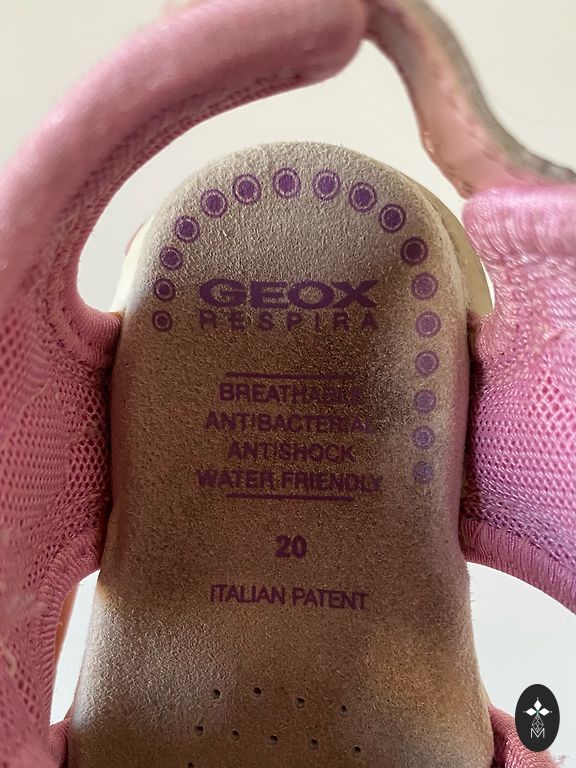 GEOX
RESPIRA
BREATHABLE
ANTIBACTERIAL
ANTISHOCK
WATER FRIENDLY
20
ITALIAN PATENT
M